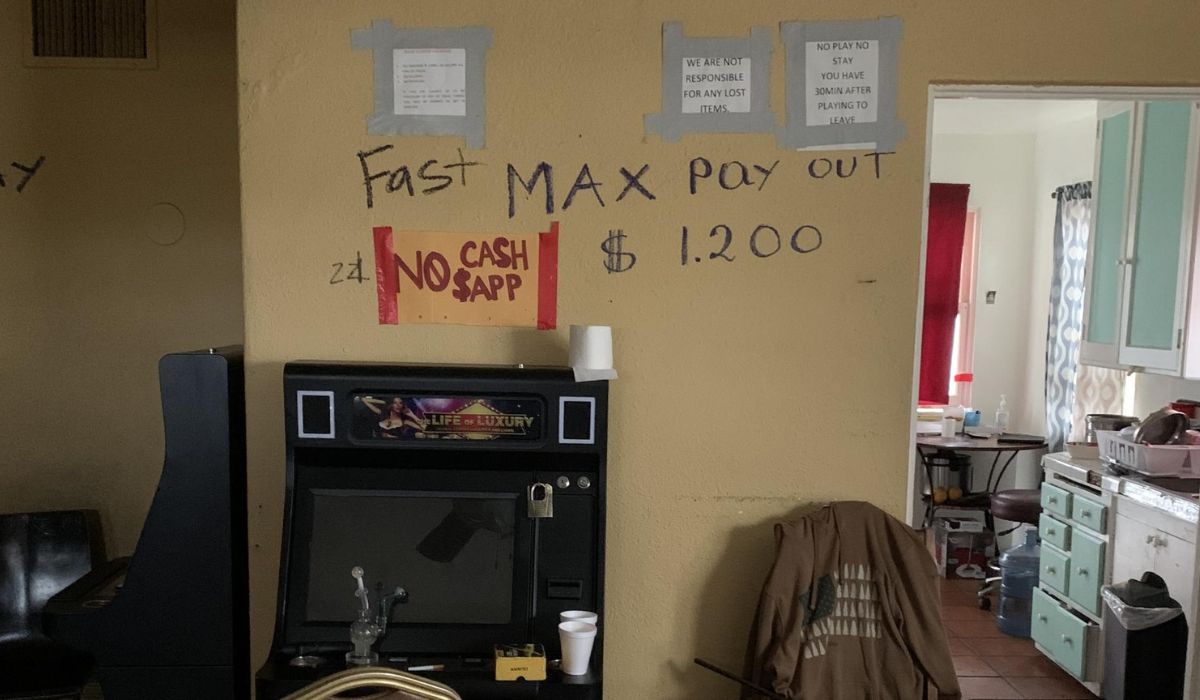 WE ARE NOT
RESPONSIBLE
FOR ANY LOST
ITEMS.
NO PLAY NO
STAY
YOU HAVE
30MIN AFTER
PLAYING TO
LEAVE
Fast MAX PAY OUT
$ 1.200
NO CASH
$APP
LIFE OF LUXURY